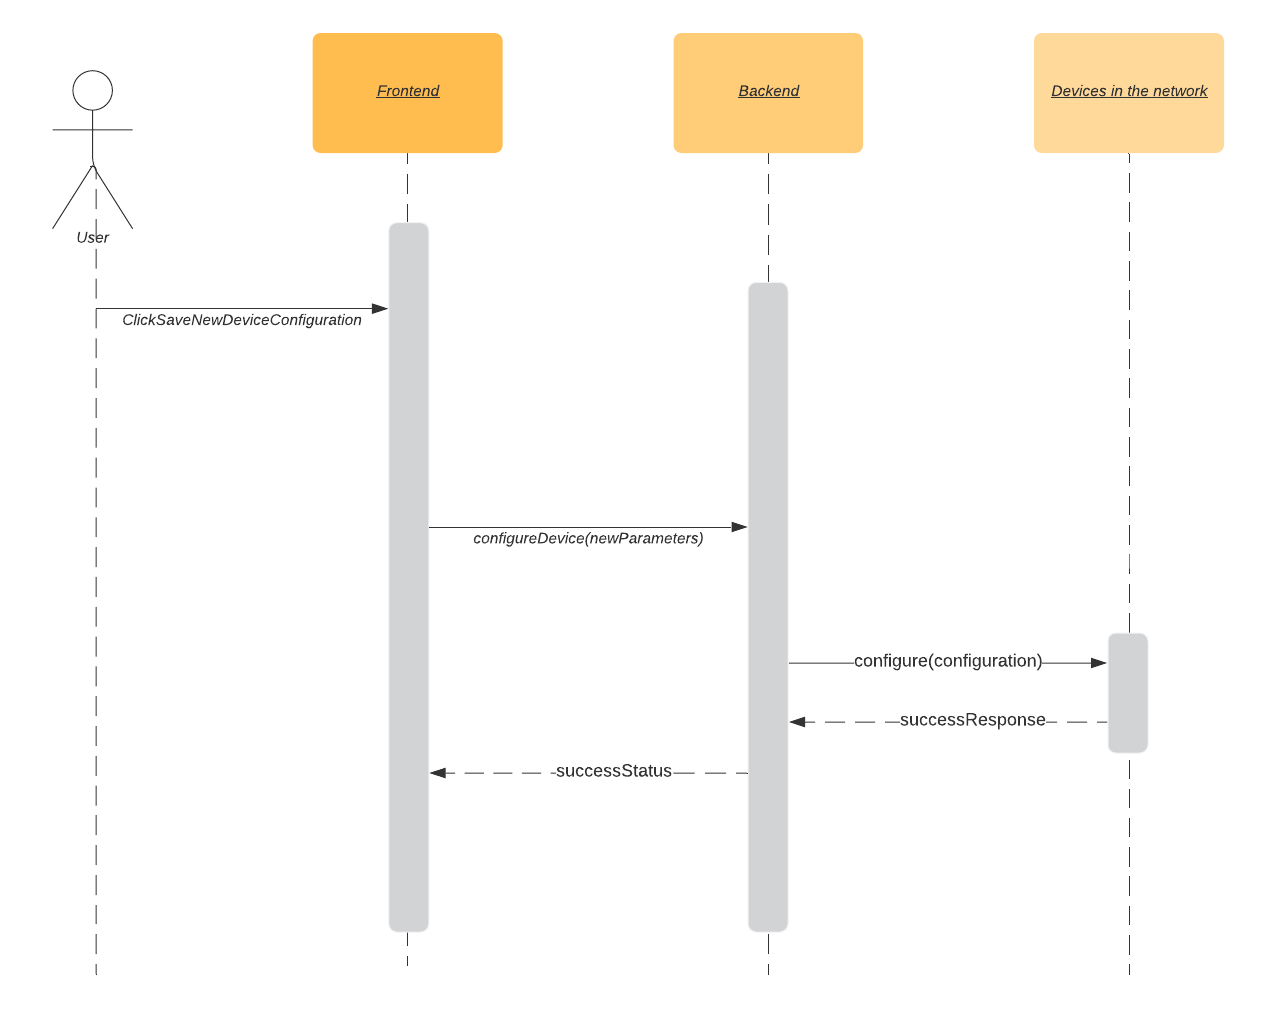 Frontend
Backend
Devices in the network
User
ClickSaveNewDeviceConfiguration
configureDevice(newParameters)
configure(configuration)
successResponse
successStatus